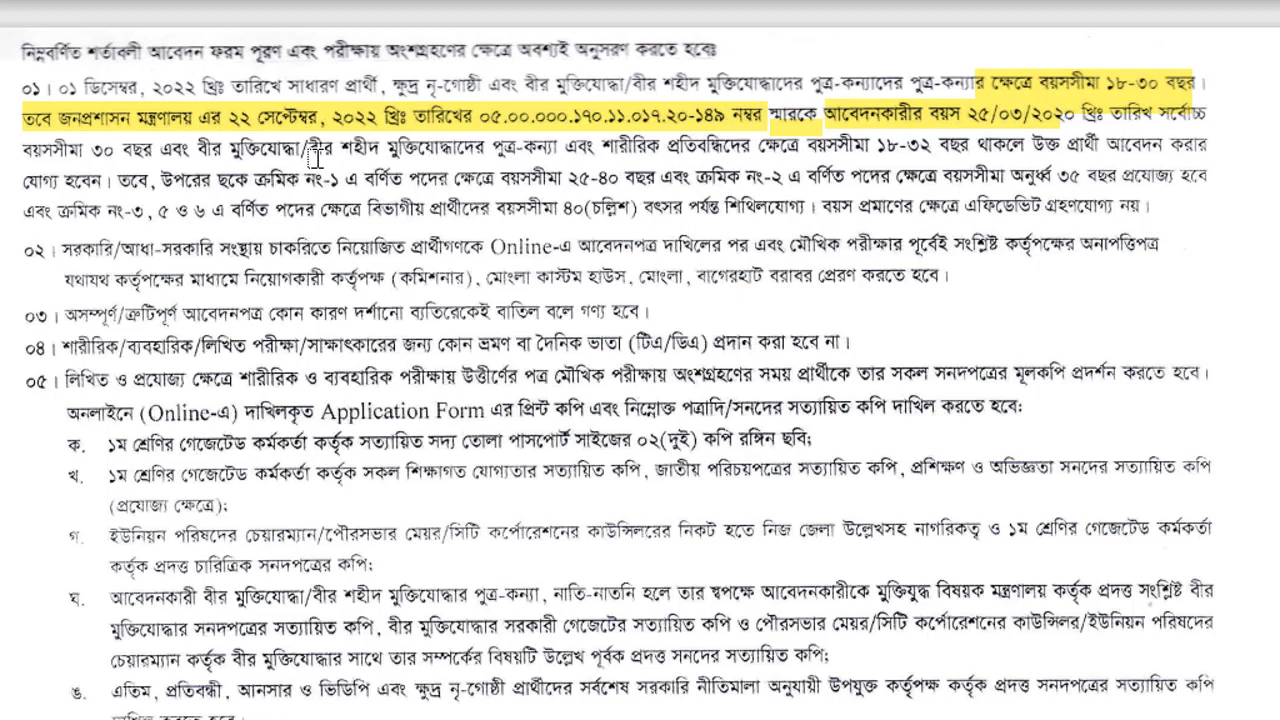 নিম্নবর্ণিত শর্তাবলী আবেদন ফরম পূরণ এবং পরীক্ষায় অংশগ্রহণের ক্ষেত্রে অবশ্যই অনুসরণ করতে হবেঃ
০১। ০১ ডিসেম্বর, ২০২২ খ্রিঃ তারিখে সাধারণ প্রার্থী, ক্ষুদ্র নৃ-গোষ্ঠী এবং বীর মুক্তিযোদ্ধা/বীর শহীদ মুক্তিযোদ্ধাদের পুত্র-কন্যাদের পুত্র-কন্যার ক্ষেত্রে বয়সসীমা ১৮-৩০ বছর।
তবে জনপ্রশাসন মন্ত্রণালয় এর ২২ সেপ্টেম্বর, ২০২২ খ্রিঃ তারিখের ০৫.০০.০০০.১৭০.১১.০১৭.২০-১৪৯ নম্বর স্মারকে আবেদনকারীর বয়স ২৫/০৩/২০২০ খ্রিঃ তারিখ সর্বোচ্চ
বয়সসীমা ৩০ বছর এবং বীর মুক্তিযোদ্ধা/বীর শহীদ মুক্তিযোদ্ধাদের পুত্র-কন্যা এবং শারীরিক প্রতিবন্ধিদের ক্ষেত্রে বয়সসীমা ১৮-৩২ বছর থাকলে উক্ত প্রার্থী আবেদন করার
যোগ্য হবেন। তবে, উপরের ছকে ক্রমিক নং-১ এ বর্ণিত পদের ক্ষেত্রে বয়সসীমা ২৫-৪০ বছর এবং ক্রমিক নং-২ এ বর্ণিত পদের ক্ষেত্রে বয়সসীমা অনুর্ধ্ব ৩৫ বছর প্রযোজ্য হবে
এবং ক্রমিক নং-৩, ৫ ও ৬ এ বর্ণিত পদের ক্ষেত্রে বিভাগীয় প্রার্থীদের বয়সসীমা ৪০(চল্লিশ) বৎসর পর্যন্ত শিথিলযোগ্য। বয়স প্রমাণের ক্ষেত্রে এফিডেভিট গ্রহণযোগ্য নয়।
০২। সরকারি/আধা-সরকারি সংস্থায় চাকরিতে নিয়োজিত প্রার্থীগণকে Online-এ আবেদনপত্র দাখিলের পর এবং মৌখিক পরীক্ষার পূর্বেই সংশ্লিষ্ট কর্তৃপক্ষের অনাপত্তিপত্র
যথাযথ কর্তৃপক্ষের মাধ্যমে নিয়োগকারী কর্তৃপক্ষ (কমিশনার), মোংলা কাস্টম হাউস, মোংলা, বাগেরহাট বরাবর প্রেরণ করতে হবে।
০৩। অসম্পূর্ণ/ত্রুটিপূর্ণ আবেদনপত্র কোন কারণ দর্শানো ব্যতিরেকেই বাতিল বলে গণ্য হবে।
০৪। শারীরিক/ব্যবহারিক/লিখিত পরীক্ষা/সাক্ষাৎকারের জন্য কোন ভ্রমণ বা দৈনিক ভাতা (টিএ/ডিএ) প্রদান করা হবে না।
০৫। লিখিত ও প্রযোজ্য ক্ষেত্রে শারীরিক ও ব্যবহারিক পরীক্ষায় উত্তীর্ণের পত্র মৌখিক পরীক্ষায় অংশগ্রহণের সময় প্রার্থীকে তার সকল সনদপত্রের মূলকপি প্রদর্শন করতে হবে।
অনলাইনে (Online-এ) দাখিলকৃত Application Form এর প্রিন্ট কপি এবং নিম্নোক্ত পত্রাদি/সনদের সত্যায়িত কপি দাখিল করতে হবে:
ক. ১ম শ্রেণির গেজেটেড কর্মকর্তা কর্তৃক সত্যায়িত সদ্য তোলা পাসপোর্ট সাইজের ০২(দুই) কপি রঙ্গিন ছবি;
খ. ১ম শ্রেণির গেজেটেড কর্মকর্তা কর্তৃক সকল শিক্ষাগত যোগ্যতার সত্যায়িত কপি, জাতীয় পরিচয়পত্রের সত্যায়িত কপি, প্রশিক্ষণ ও অভিজ্ঞতা সনদের সত্যায়িত কপি
(প্রযোজ্য ক্ষেত্রে);
গ. ইউনিয়ন পরিষদের চেয়ারম্যান/পৌরসভার মেয়র/সিটি কর্পোরেশনের কাউন্সিলরের নিকট হতে নিজ জেলা উল্লেখসহ নাগরিকত্ব ও ১ম শ্রেণির গেজেটেড কর্মকর্তা
কর্তৃক প্রদত্ত চারিত্রিক সনদপত্রের কপি;
ঘ. আবেদনকারী বীর মুক্তিযোদ্ধা/বীর শহীদ মুক্তিযোদ্ধার পুত্র-কন্যা, নাতি-নাতনি হলে তার স্বপক্ষে আবেদনকারীকে মুক্তিযুদ্ধ বিষয়ক মন্ত্রণালয় কর্তৃক প্রদত্ত সংশ্লিষ্ট বীর
মুক্তিযোদ্ধার সনদপত্রের সত্যায়িত কপি, বীর মুক্তিযোদ্ধার সরকারী গেজেটের সত্যায়িত কপি ও পৌরসভার মেয়র/সিটি কর্পোরেশনের কাউন্সিলর/ইউনিয়ন পরিষদের
চেয়ারম্যান কর্তৃক বীর মুক্তিযোদ্ধার সাথে তার সম্পর্কের বিষয়টি উল্লেখ পূর্বক প্রদত্ত সনদের সত্যায়িত কপি;
ঙ. এতিম, প্রতিবন্ধী, আনসার ও ভিডিপি এবং ক্ষুদ্র নৃ-গোষ্ঠী প্রার্থীদের সর্বশেষ সরকারি নীতিমালা অনুযায়ী উপযুক্ত কর্তৃপক্ষ কর্তৃক প্রদত্ত সনদপত্রের সত্যায়িত কপি